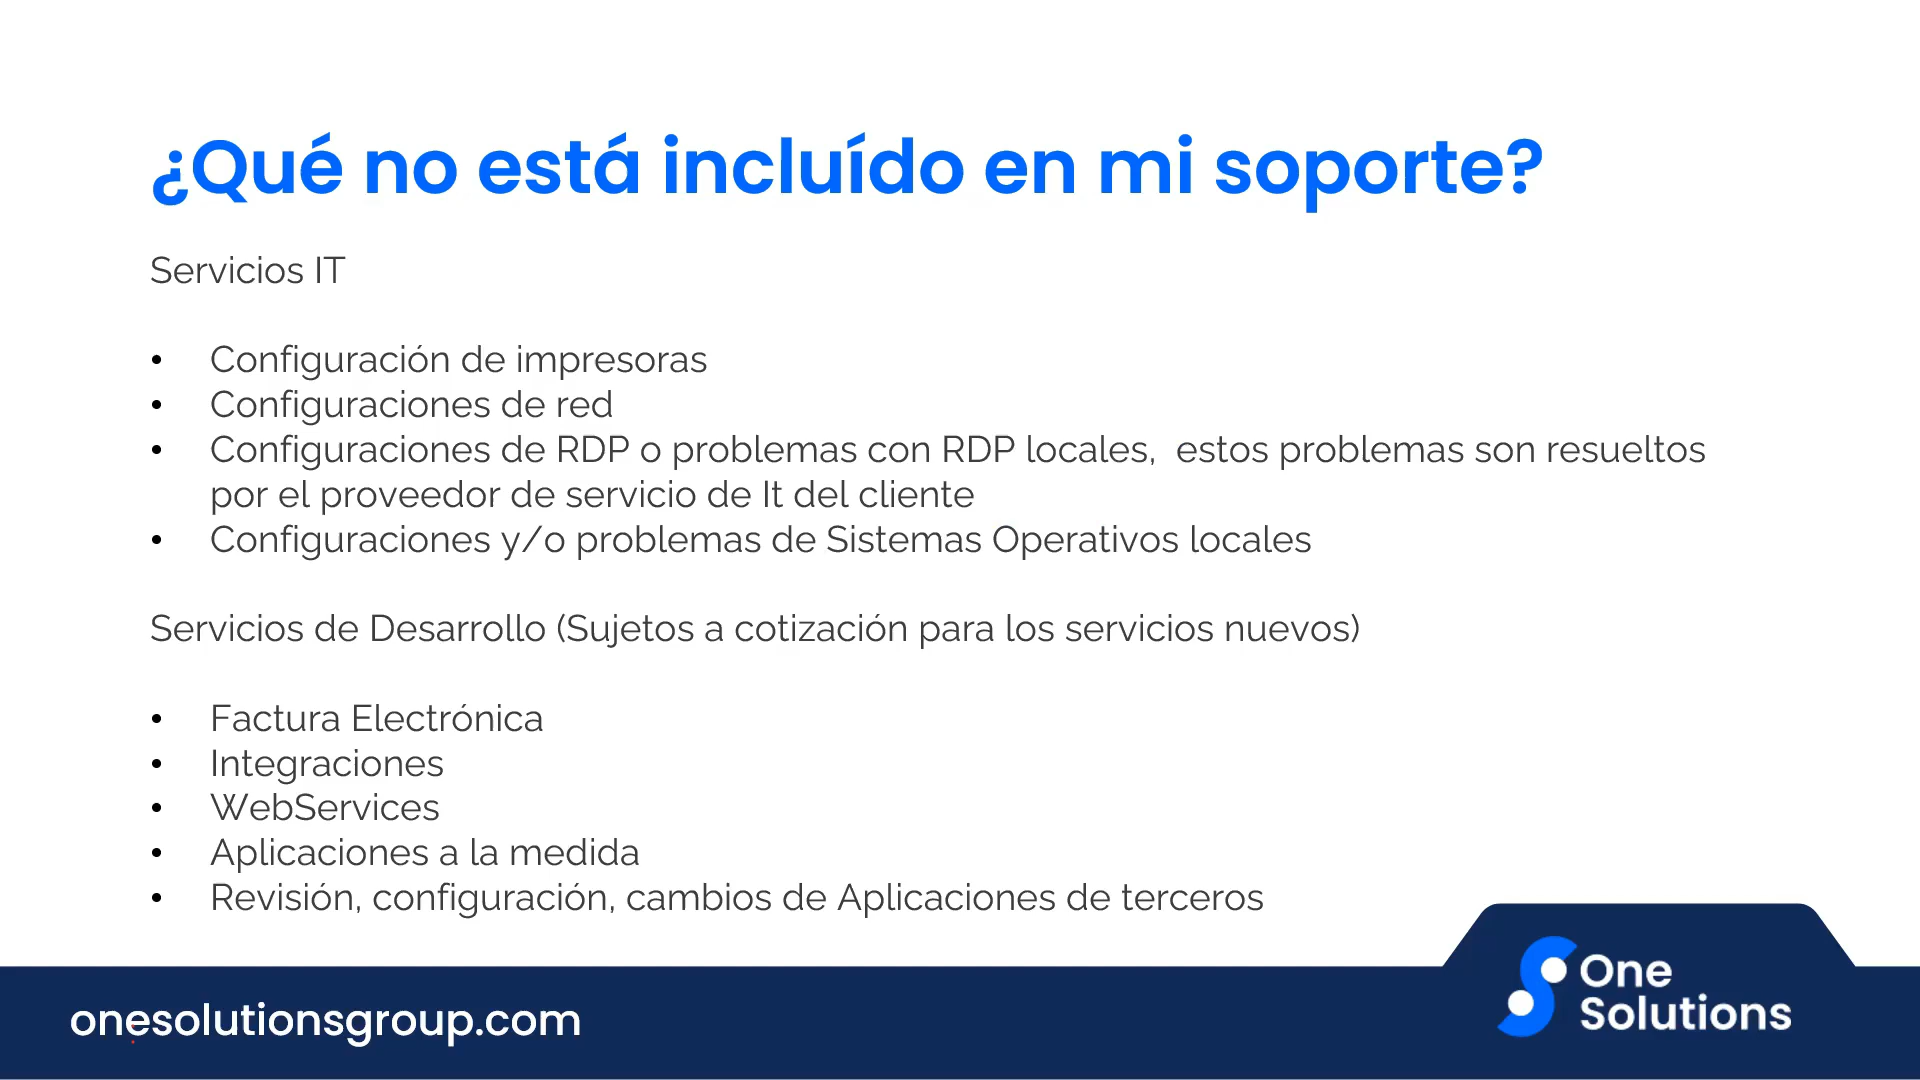 ¿Qué no está incluído en mi soporte?
Servicios IT
• Configuración de impresoras
• Configuraciones de red
• Configuraciones de RDP o problemas con RDP locales, estos problemas son resueltos
por el proveedor de servicio de It del cliente
• Configuraciones y/o problemas de Sistemas Operativos locales
Servicios de Desarrollo (Sujetos a cotización para los servicios nuevos)
• Factura Electrónica
• Integraciones
• WebServices
• Aplicaciones a la medida
• Revisión, configuración, cambios de Aplicaciones de terceros
onesolutionsgroup.com
One
Solutions